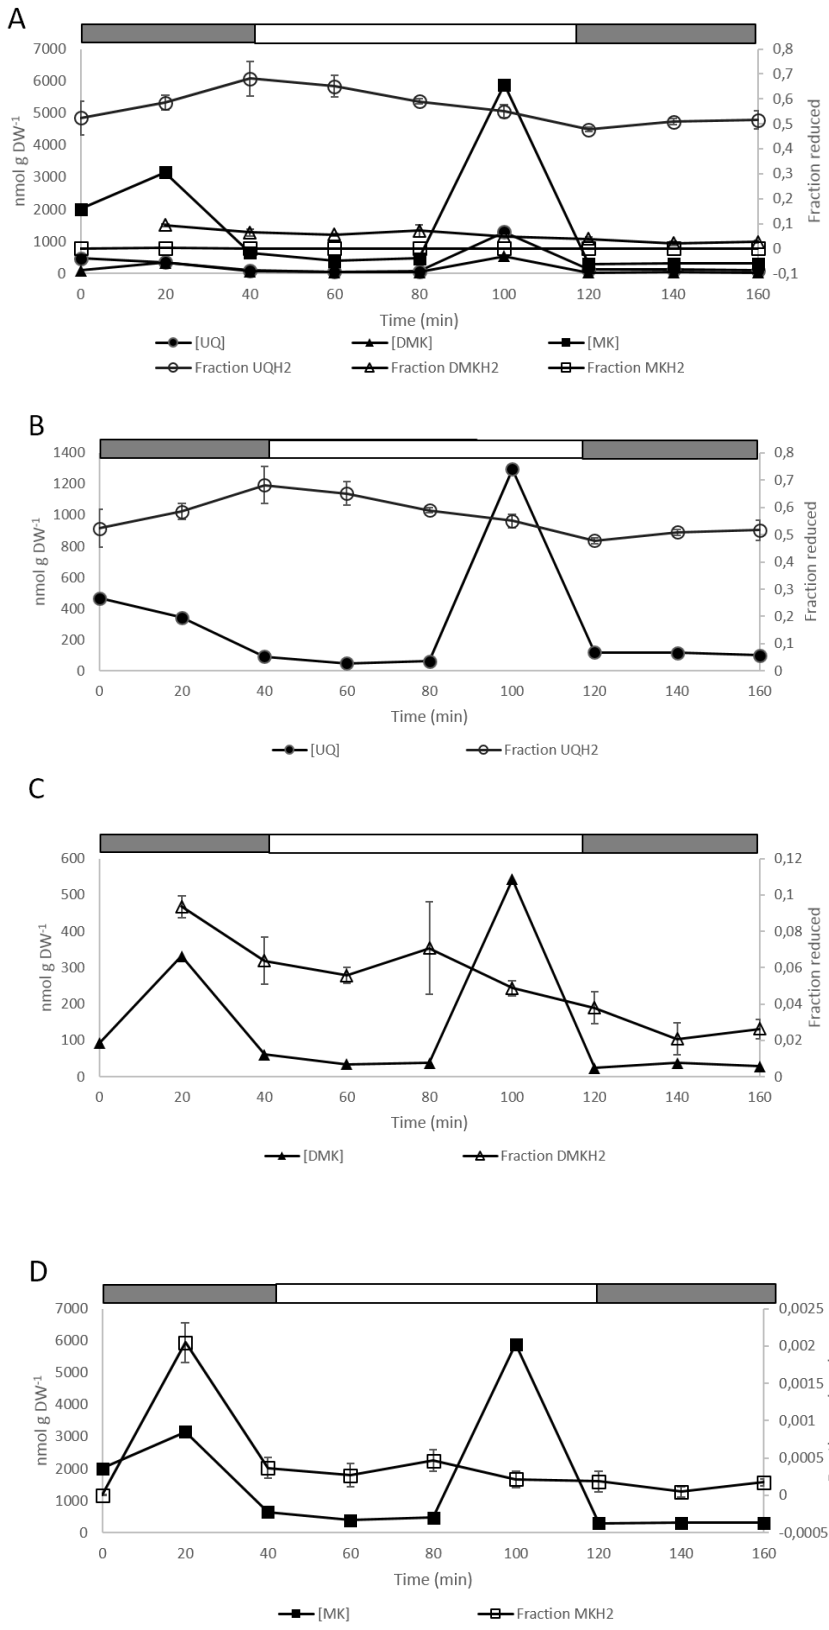 A
7000
6000
5000
4000
3000
2000
1000
0
nmol g DW-1
0,8
0,7
0,6
0,5
0,4
0,3
0,2
0,1
0
-0,1
Fraction reduced
0 20 40 60 80 100 120 140 160
Time (min)
[UQ] [DMK] [MK]
Fraction UQH2 Fraction DMKH2 Fraction MKH2
B
1400
1200
1000
800
600
400
200
0
nmol g DW-1
0,8
0,7
0,6
0,5
0,4
0,3
0,2
0,1
0
Fraction reduced
0 20 40 60 80 100 120 140 160
Time (min)
[UQ] Fraction UQH2
C
600
500
400
300
200
100
0
nmol g DW-1
0,12
0,1
0,08
0,06
0,04
0,02
0
Fraction reduced
0 20 40 60 80 100 120 140 160
Time (min)
[DMK] Fraction DMKH2
D
7000
6000
5000
4000
3000
2000
1000
0
nmol g DW-1
0,0025
0,002
0,0015
0,001
0,0005
0
-0,0005
0 20 40 60 80 100 120 140 160
Time (min)
[MK] Fraction MKH2